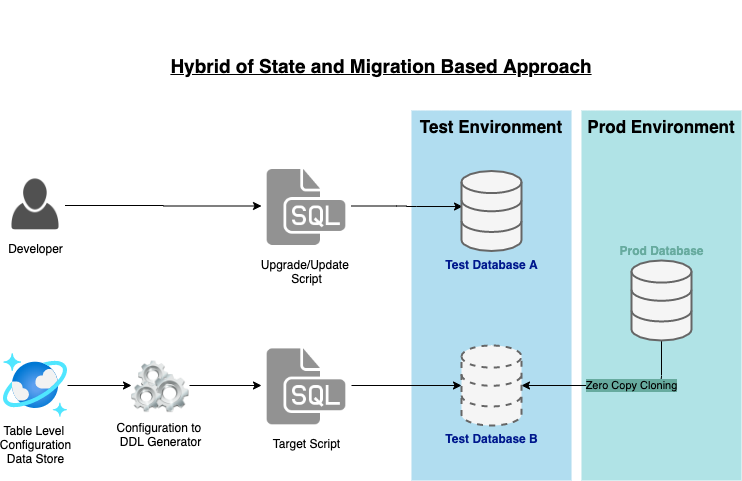 Hybrid of State and Migration Based Approach
Test Environment
Prod Environment
SQL
Developer
Upgrade/Update
Script
Test Database A
Prod Database
SQL
Zero Copy Cloning
Table Level
Configuration
Data Store
Configuration to
DDL Generator
Target Script
Test Database B